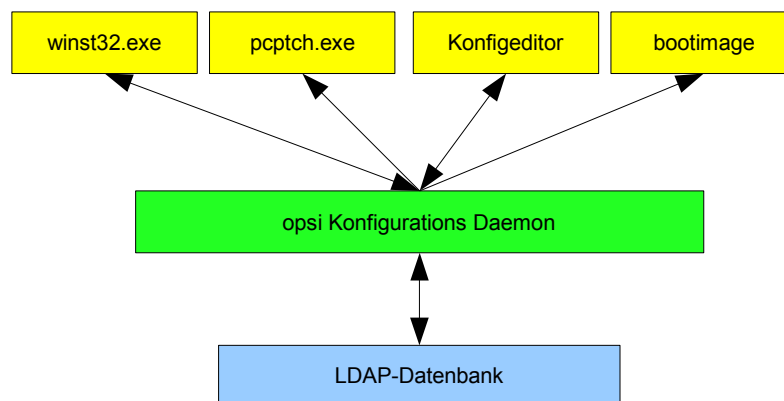 winst32.exe
pcptch.exe
Konfigeditor
bootimage
opsi Konfigurations Daemon
LDAP-Datenbank